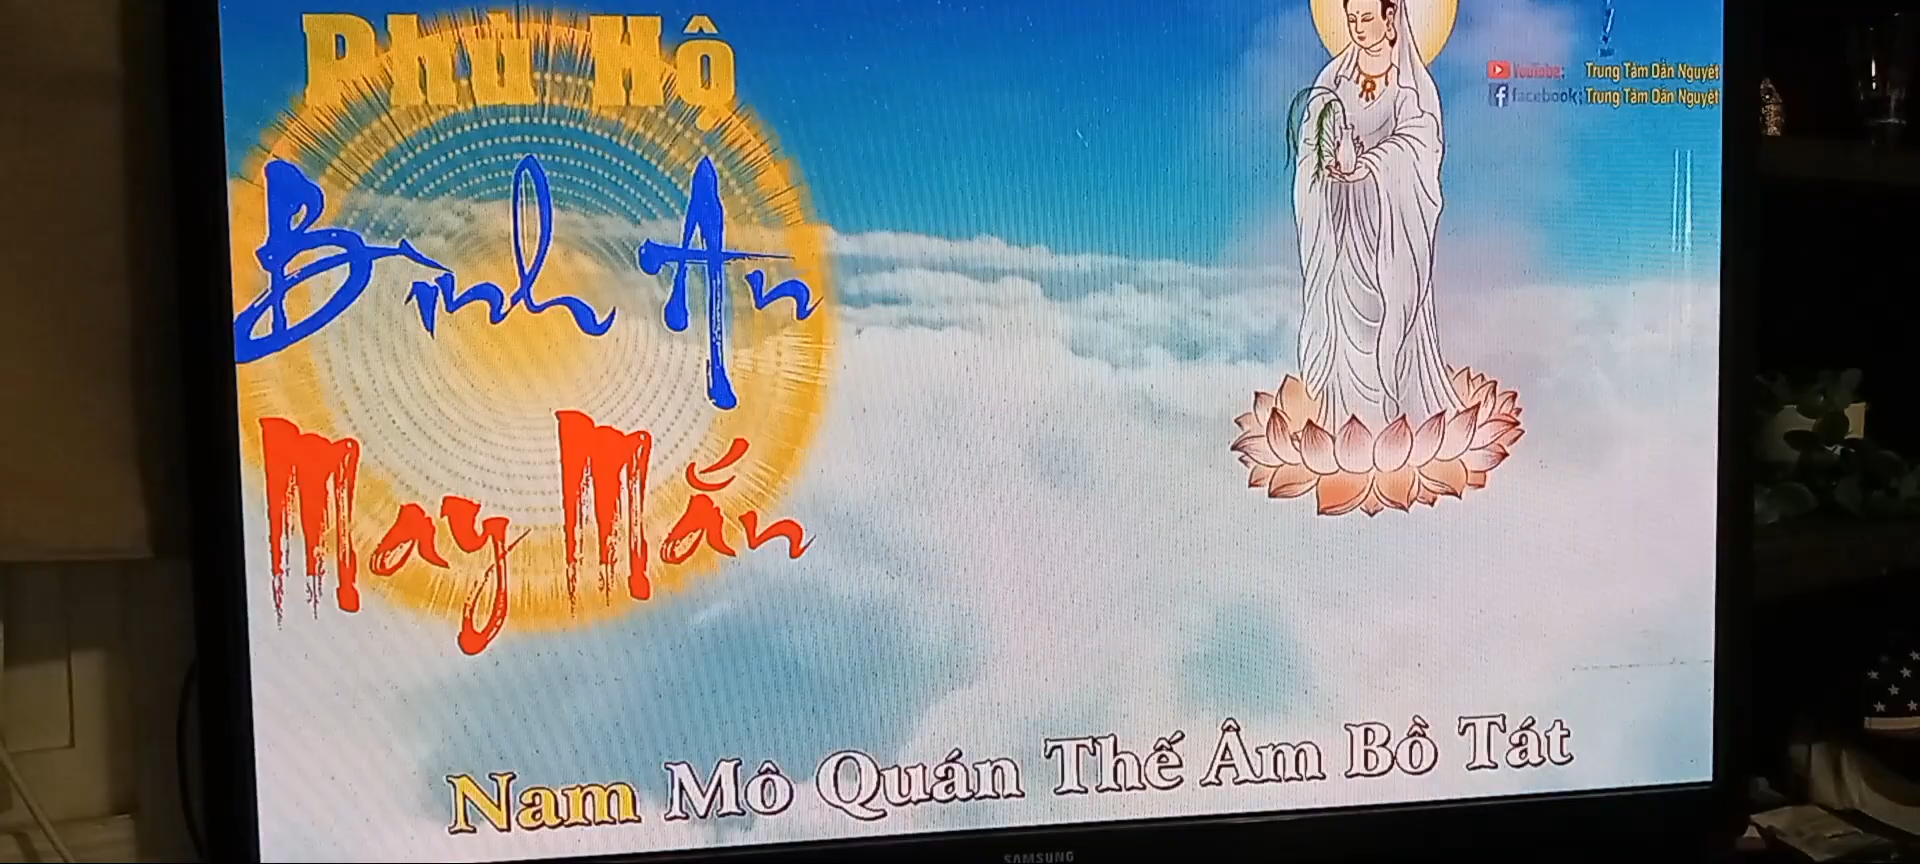 Phù Hộ
Bình An
May Mắn
YouTube: Trung Tâm Dần Nguyệt
facebook: Trung Tâm Dần Nguyệt
Nam Mô Quán Thế Âm Bồ Tát
SAMSUNG